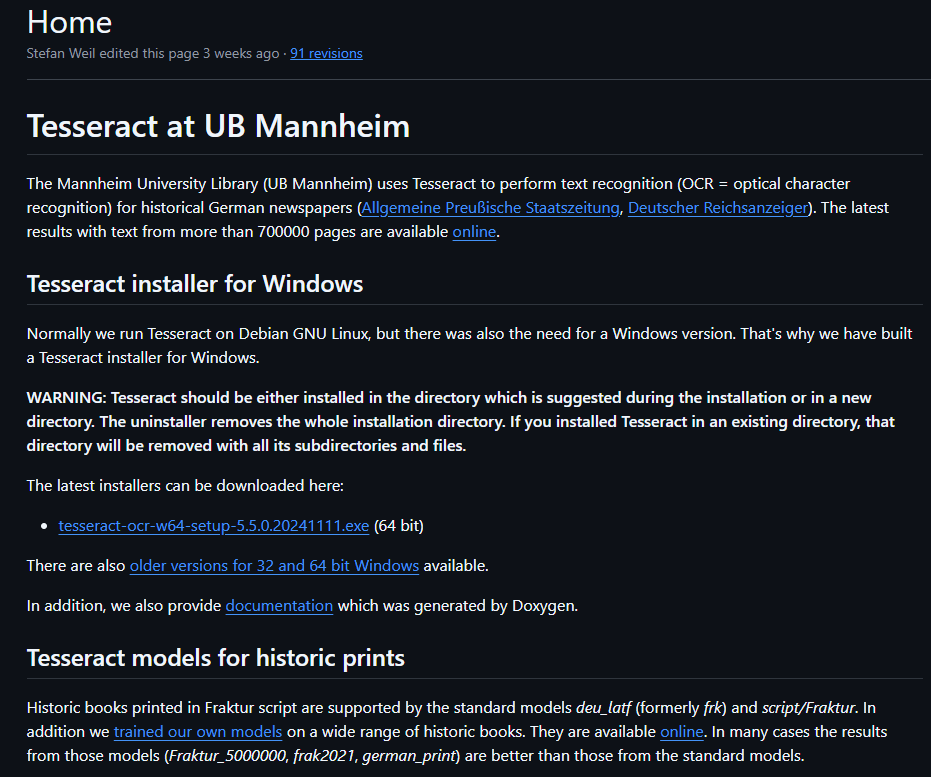 Home
Stefan Weil edited this page 3 weeks ago · 91 revisions
Tesseract at UB Mannheim
The Mannheim University Library (UB Mannheim) uses Tesseract to perform text recognition (OCR = optical character
recognition) for historical German newspapers (Allgemeine Preußische Staatszeitung, Deutscher Reichsanzeiger). The latest
results with text from more than 700000 pages are available online.
Tesseract installer for Windows
Normally we run Tesseract on Debian GNU Linux, but there was also the need for a Windows version. That's why we have built
a Tesseract installer for Windows.
WARNING: Tesseract should be either installed in the directory which is suggested during the installation or in a new
directory. The uninstaller removes the whole installation directory. If you installed Tesseract in an existing directory, that
directory will be removed with all its subdirectories and files.
The latest installers can be downloaded here:
• tesseract-ocr-w64-setup-5.5.0.20241111.exe (64 bit)
There are also older versions for 32 and 64 bit Windows available.
In addition, we also provide documentation which was generated by Doxygen.
Tesseract models for historic prints
Historic books printed in Fraktur script are supported by the standard models deu_latf (formerly frk) and script/Fraktur. In
addition we trained our own models on a wide range of historic books. They are available online. In many cases the results
from those models (Fraktur_5000000, frak2021, german_print) are better than those from the standard models.